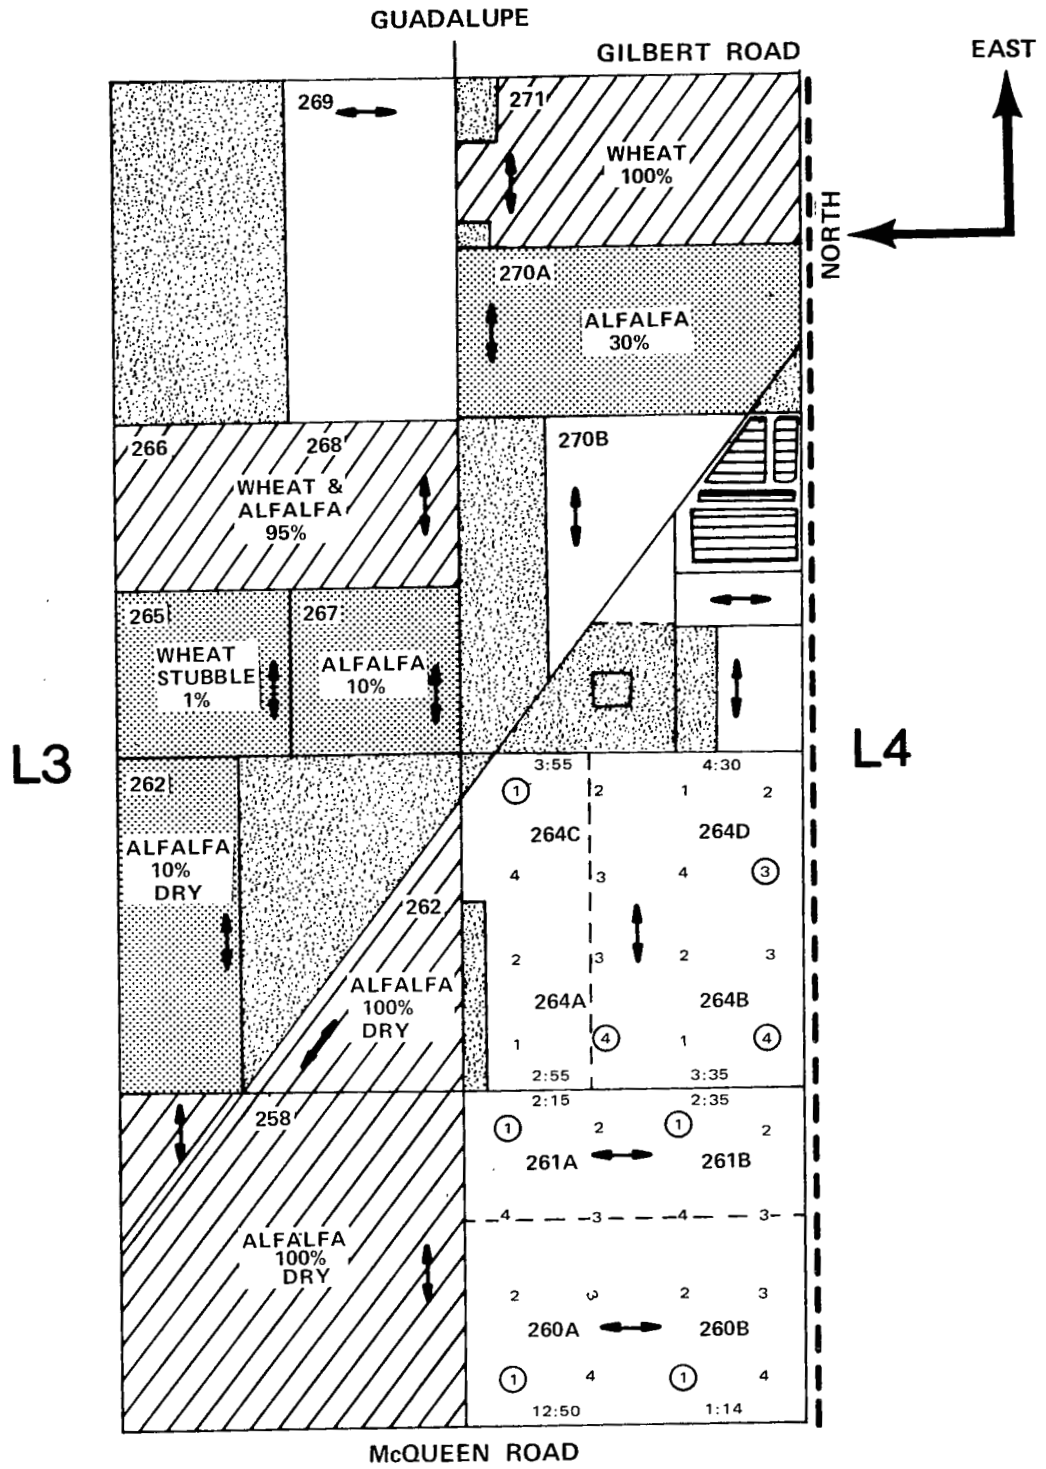 GUADALUPE
GILBERT ROAD
EAST
NORTH
269
271
WHEAT
100%
270A
ALFALFA
30%
266
268
WHEAT &
ALFALFA
95%
270B
265
267
WHEAT
STUBBLE
1%
ALFALFA
10%
L3
L4
262
ALFALFA
10%
DRY
262
ALFALFA
100%
DRY
3:55 4:30
1 2 1 2
264C 264D
4 3 4 3
2 3 2 3
264A 264B
1 4 1 4
2:55 3:35
258
ALFALFA
100%
DRY
2:15 2:35
1 2 1 2
261A 261B
4 3 4 3
2 3 2 3
260A 260B
1 4 1 4
12:50 1:14
McQUEEN ROAD